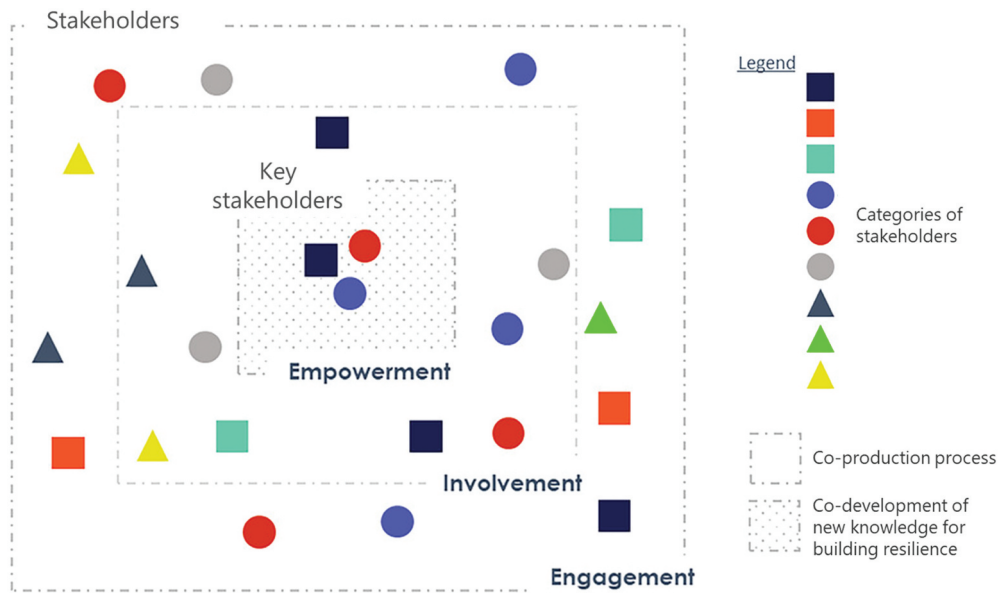 Stakeholders
Key
stakeholders
Empowerment
Involvement
Engagement
Legend
Categories of
stakeholders
Co-production process
Co-development of
new knowledge for
building resilience